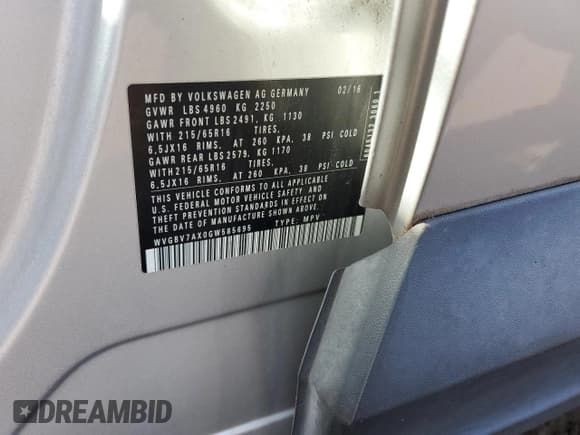 MFD BY VOLKSWAGEN AG GERMANY 02/16
GVWR LBS 4960 KG 2250
GAWR FRONT LBS 2491, KG 1130
WITH 215/65R16 TIRES,
6,5JX16 RIMS, AT 260 KPA, 38 PSI COLD
GAWR REAR LBS 2579, KG 1170
WITH 215/65R16 TIRES,
6,5JX16 RIMS, AT 260 KPA, 38 PSI COLD
THIS VEHICLE CONFORMS TO ALL APPLICABLE
U.S. FEDERAL MOTOR VEHICLE SAFETY AND
THEFT PREVENTION STANDARDS IN EFFECT ON
THE DATE OF MANUFACTURE SHOWN ABOVE
WVGBV7AX0GW585695 TYPE: MPV
DREAMBID